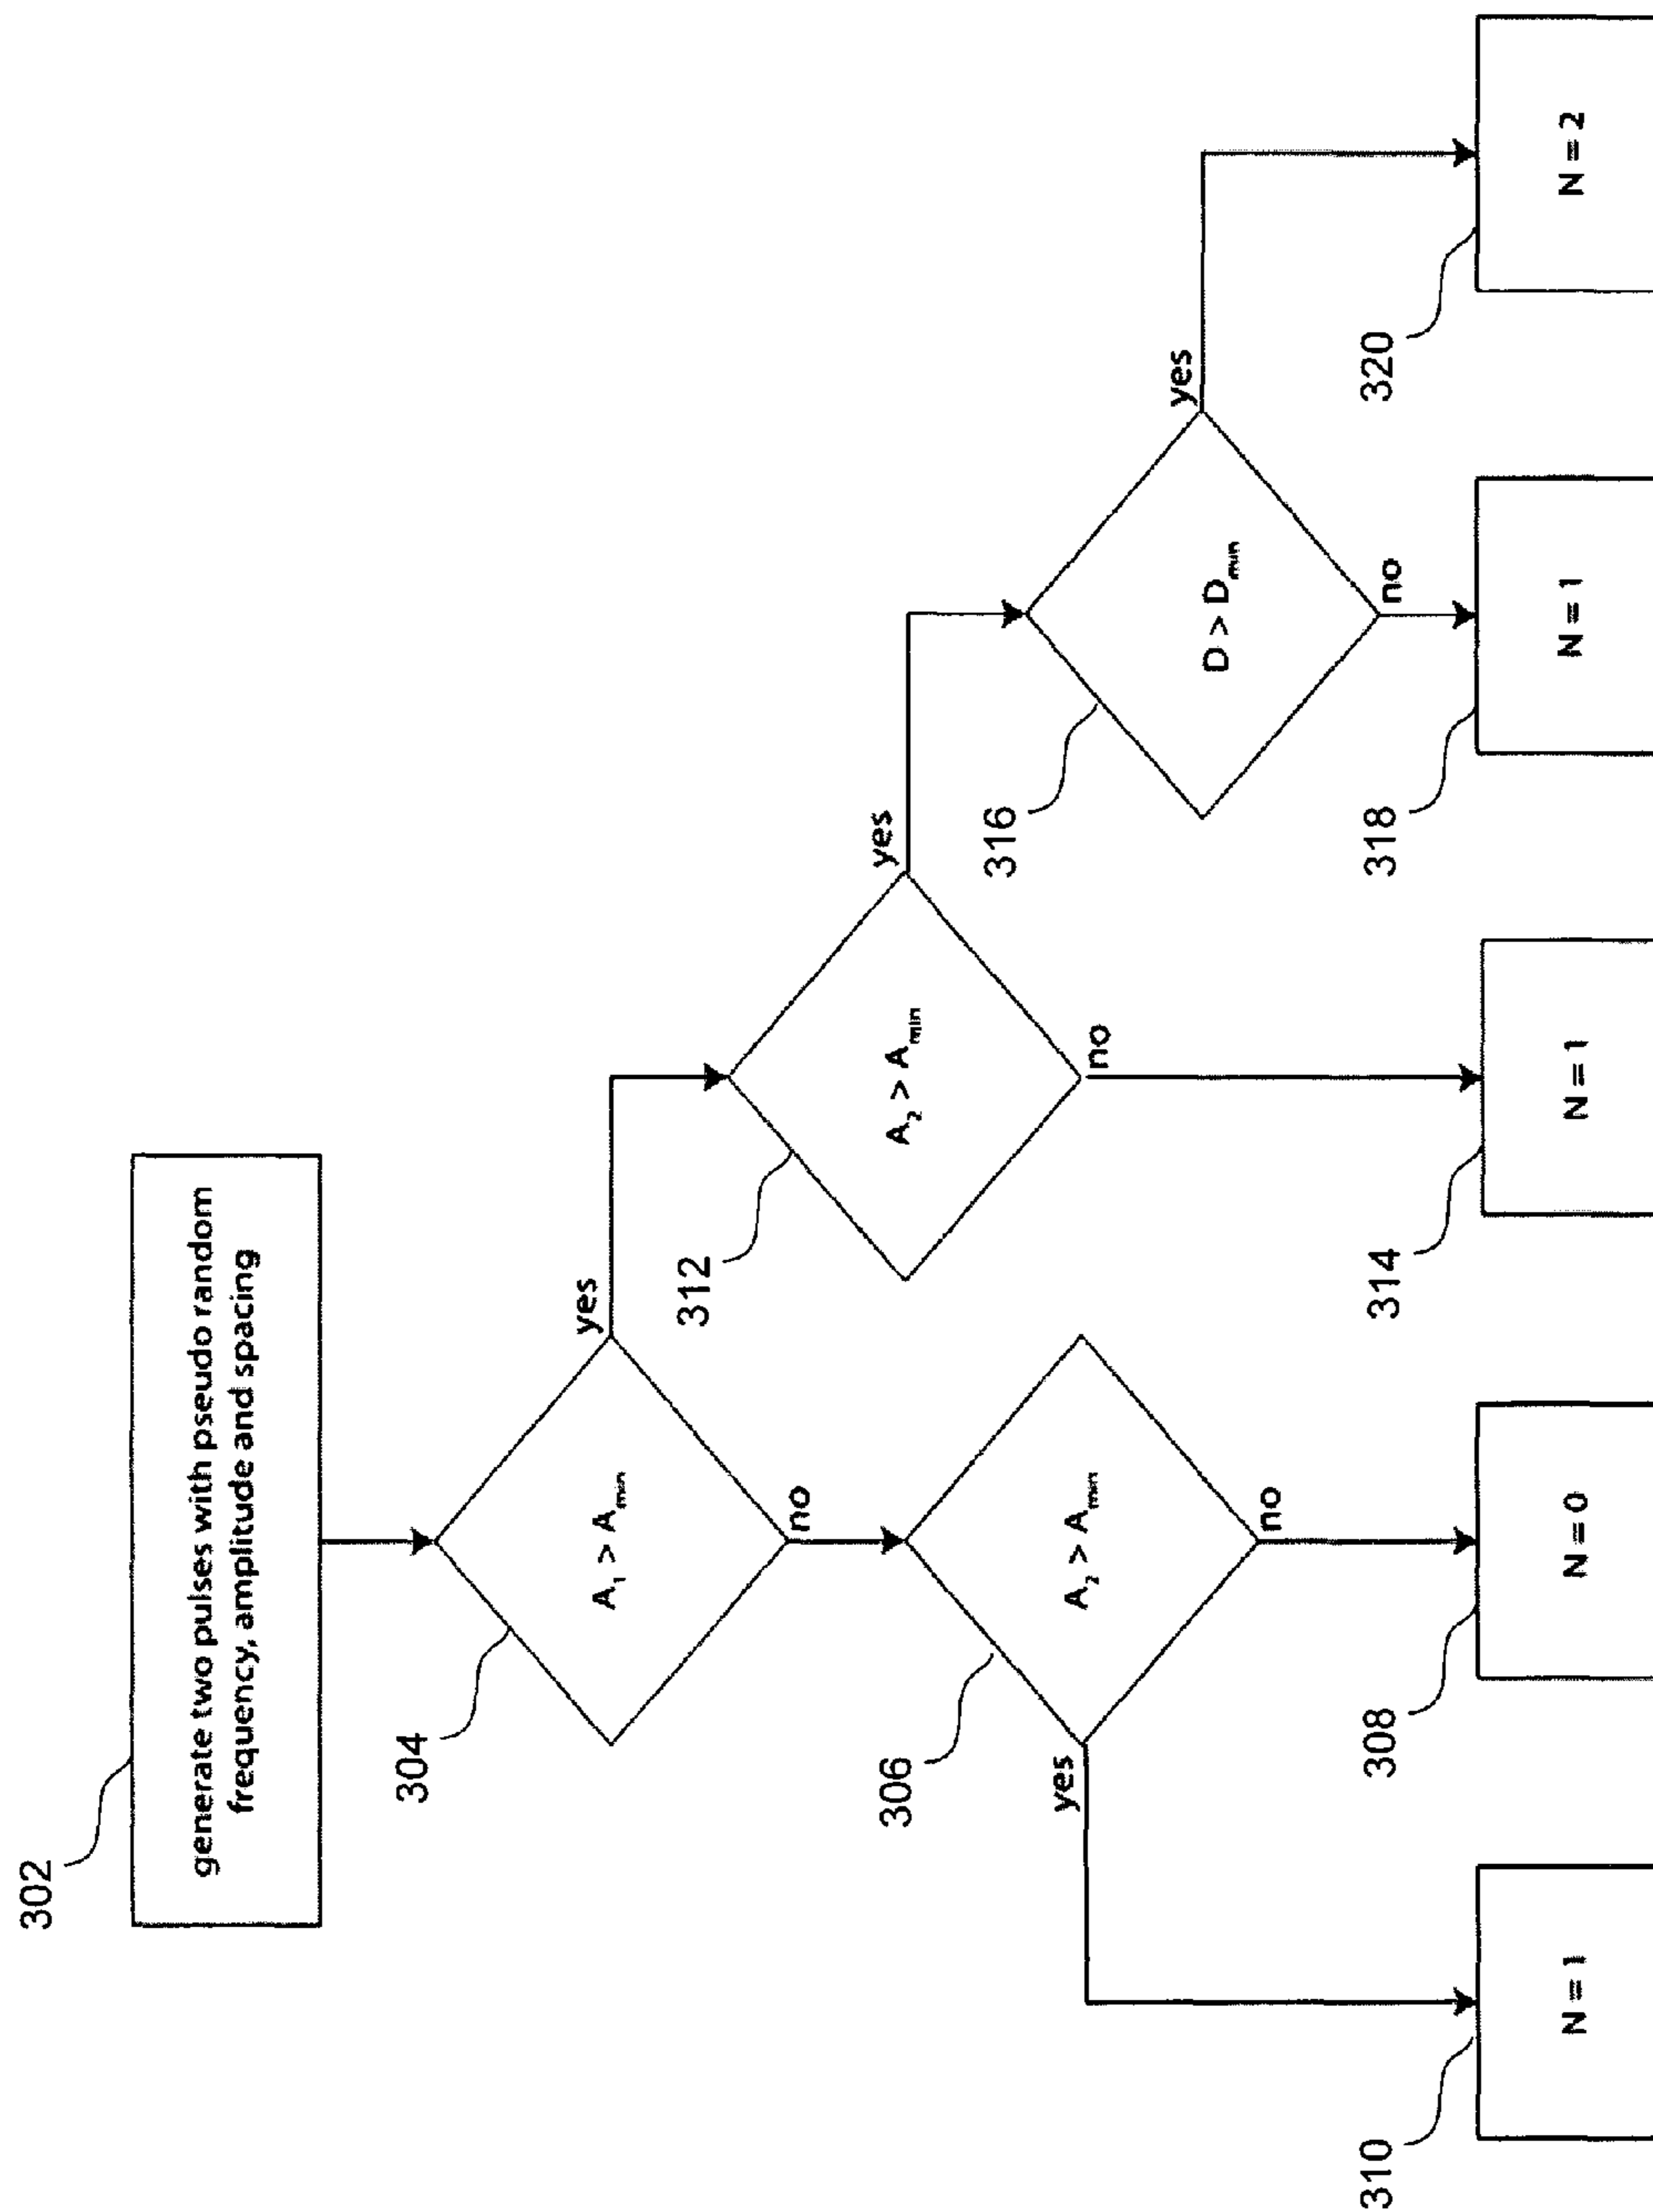 302
generate two pulses with pseudo random
frequency, amplitude and spacing
304
A₁ > Aₘᵢₙ
yes
no
306
A₂ > Aₘᵢₙ
yes
no
312
A₂ > Aₘᵢₙ
yes
no
316
D > Dₘᵢₙ
yes
no
310
N = 1
308
N = 0
314
N = 1
318
N = 1
320
N = 2